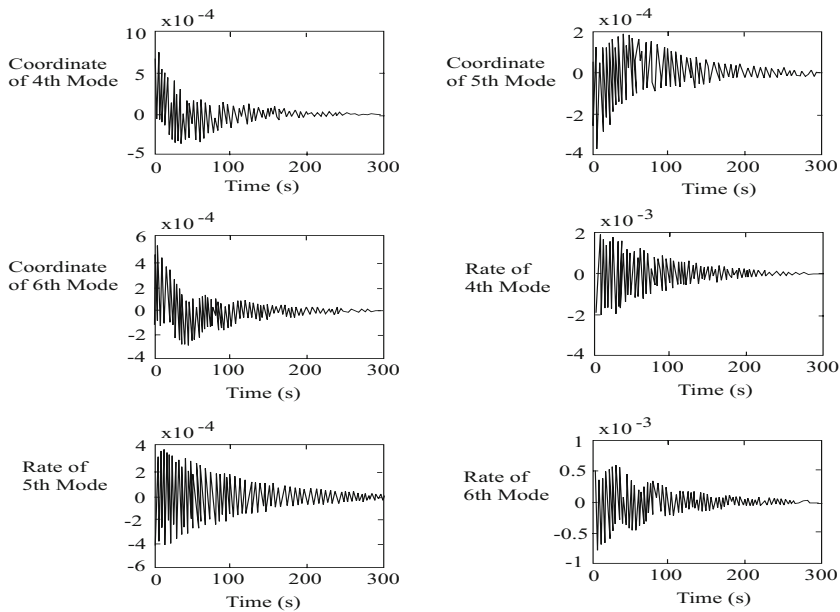 x10 -4
10
5
0
-5
Coordinate
of 4th Mode
0 100 200 300
Time (s)
x10 -4
2
0
-2
-4
Coordinate
of 5th Mode
0 100 200 300
Time (s)
x10 -4
6
4
2
0
-2
-4
Coordinate
of 6th Mode
0 100 200 300
Time (s)
x10 -3
2
0
-2
-4
Rate of
4th Mode
0 100 200 300
Time (s)
x10 -4
4
4
2
0
-2
-4
-6
Rate of
5th Mode
0 100 200 300
Time (s)
x10 -3
1
0.5
0
-0.5
-1
Rate of
6th Mode
0 100 200 300
Time (s)